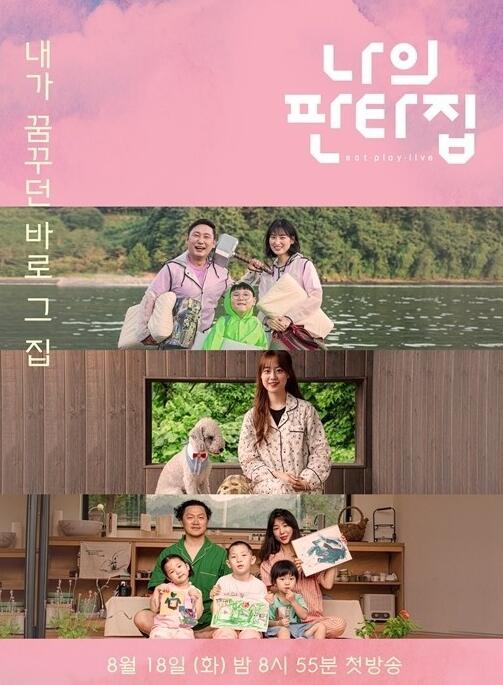 내가 꿈꾸던 바로 그 집
나의
판타집
eat·play·live
8월 18일 (화) 밤 8시 55분 첫방송